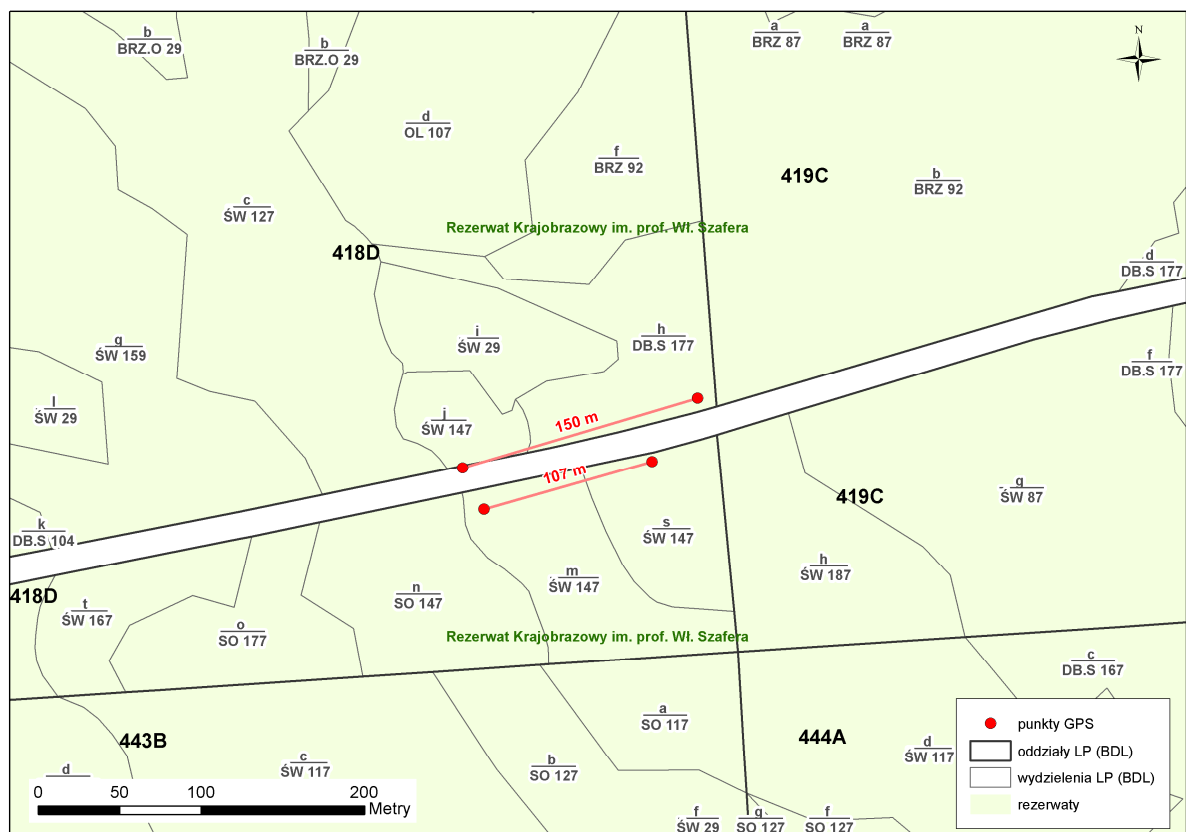 b
BRZ.O 29
b
BRZ.O 29
a
BRZ 87
a
BRZ 87
N
d
OL 107
f
BRZ 92
419C
b
BRZ 92
c
ŚW 127
Rezerwat Krajobrazowy im. prof. Wł. Szafera
418D
d
DB.S 177
g
ŚW 159
i
ŚW 29
h
DB.S 177
f
DB.S 177
l
ŚW 29
j
ŚW 147
150 m
107 m
k
DB.S 104
s
ŚW 147
419C
g
ŚW 87
418D
t
ŚW 167
n
SO 147
m
ŚW 147
h
ŚW 187
o
SO 177
Rezerwat Krajobrazowy im. prof. Wł. Szafera
c
DB.S 167
443B
a
SO 117
444A
d
ŚW 117
c
ŚW 117
b
SO 127
d
f
ŚW 29
g
SO 127
f
SO 127
0 50 100 200
Metry
punkty GPS
oddziały LP (BDL)
wydzielenia LP (BDL)
rezerwaty